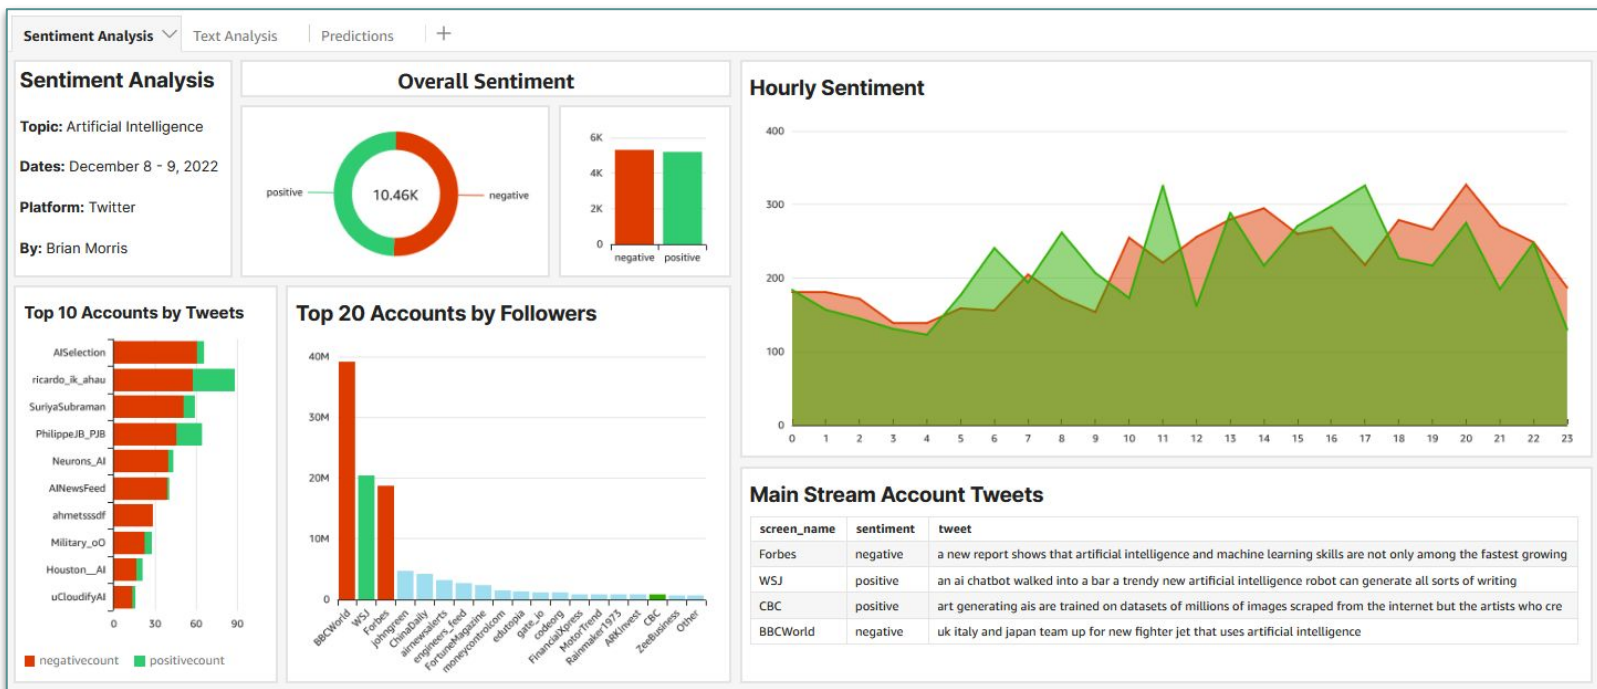 Sentiment Analysis
Text Analysis
Predictions
+
Sentiment Analysis
Topic: Artificial Intelligence
Dates: December 8 - 9, 2022
Platform: Twitter
By: Brian Morris
Overall Sentiment
positive
10.46K
negative
6K
4K
2K
0
negative positive
Hourly Sentiment
400
300
200
100
0
0 1 2 3 4 5 6 7 8 9 10 11 12 13 14 15 16 17 18 19 20 21 22 23
Top 10 Accounts by Tweets
AISelection
ricardo_ik_ahau
SuriyaSubraman
PhilippeJB_PJB
Neurons_AI
AINewsFeed
ahmetsssdf
Military_oO
Houston__AI
uCloudifyAI
0 30 60 90
negativecount positivecount
Top 20 Accounts by Followers
40M
30M
20M
10M
0
BBCWorld
WSJ
Forbes
johngreen
ChinaDaily
airnewsalerts
engineers_feed
FortuneMagazine
moneycontrolcom
edutopia
gate_io
codeorg
FinancialXpress
MotorTrend
Rainmaker1973
ARKInvest
CBC
ZeeBusiness
Other
Main Stream Account Tweets
screen_name sentiment tweet
Forbes negative a new report shows that artificial intelligence and machine learning skills are not only among the fastest growing
WSJ positive an ai chatbot walked into a bar a trendy new artificial intelligence robot can generate all sorts of writing
CBC positive art generating ais are trained on datasets of millions of images scraped from the internet but the artists who cre
BBCWorld negative uk italy and japan team up for new fighter jet that uses artificial intelligence